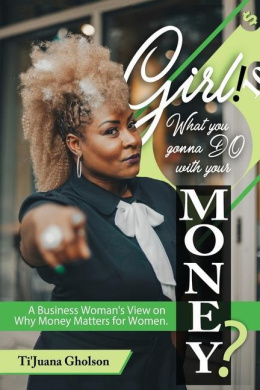 Girl!
What you
gonna DO
with your
MONEY?
A Business Woman's View on
Why Money Matters for Women.
Ti'Juana Gholson